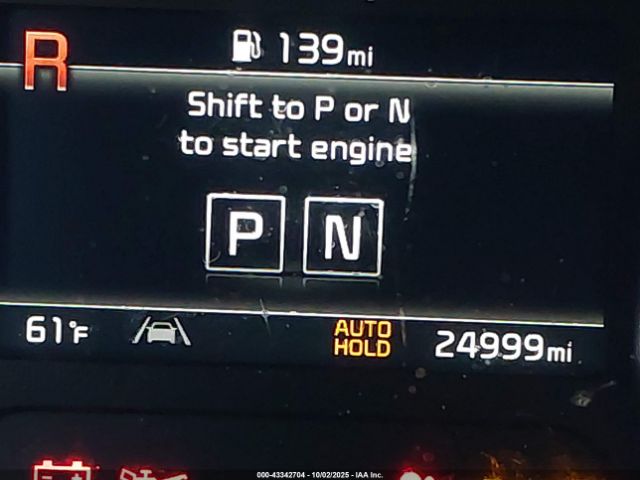 R
139mi
Shift to P or N
to start engine
P N
61°F
AUTO
HOLD
24999mi
000-43342704 - 10/02/2025 - IAA Inc.